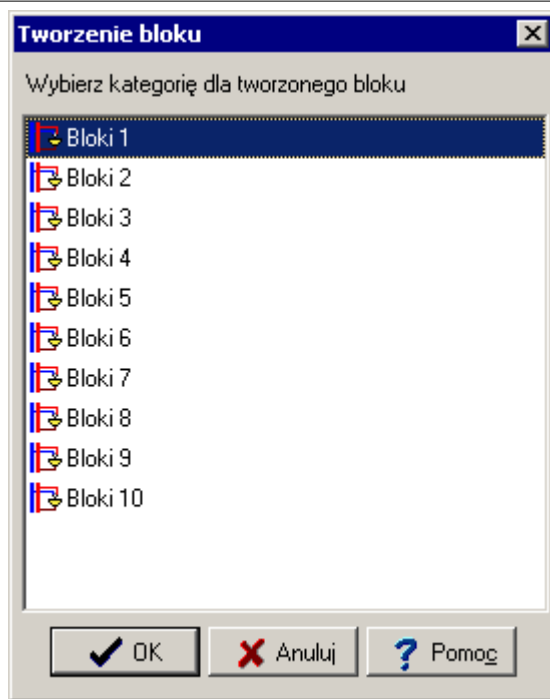 Tworzenie bloku
Wybierz kategorię dla tworzonego bloku
Bloki 1
Bloki 2
Bloki 3
Bloki 4
Bloki 5
Bloki 6
Bloki 7
Bloki 8
Bloki 9
Bloki 10
OK Anuluj Pomoc